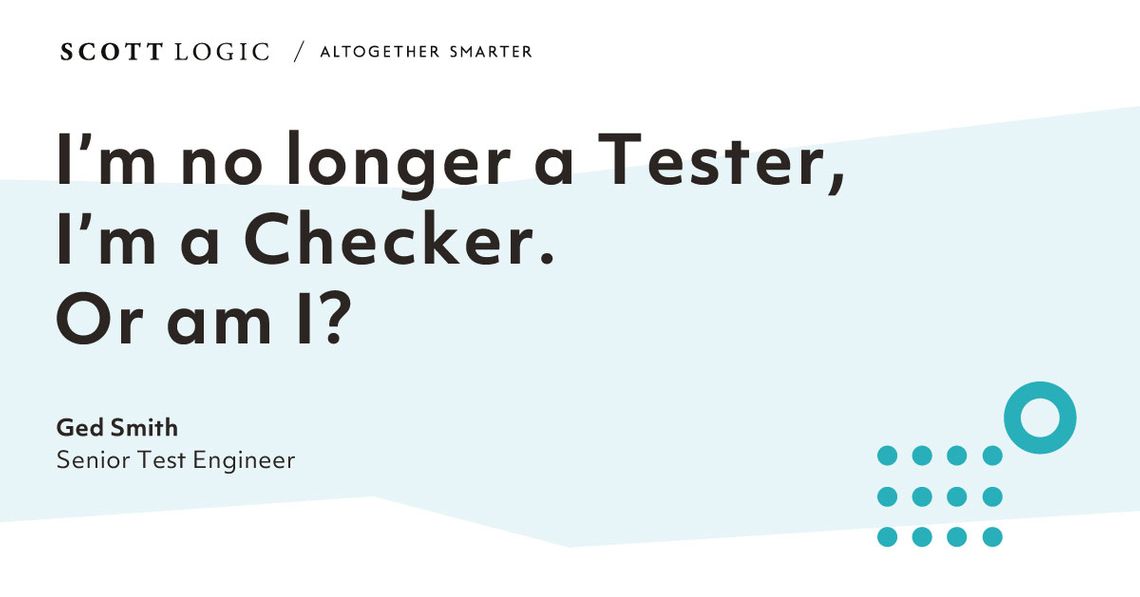 SCOTT LOGIC / ALTOGETHER SMARTER
I’m no longer a Tester,
I’m a Checker.
Or am I?
Ged Smith
Senior Test Engineer